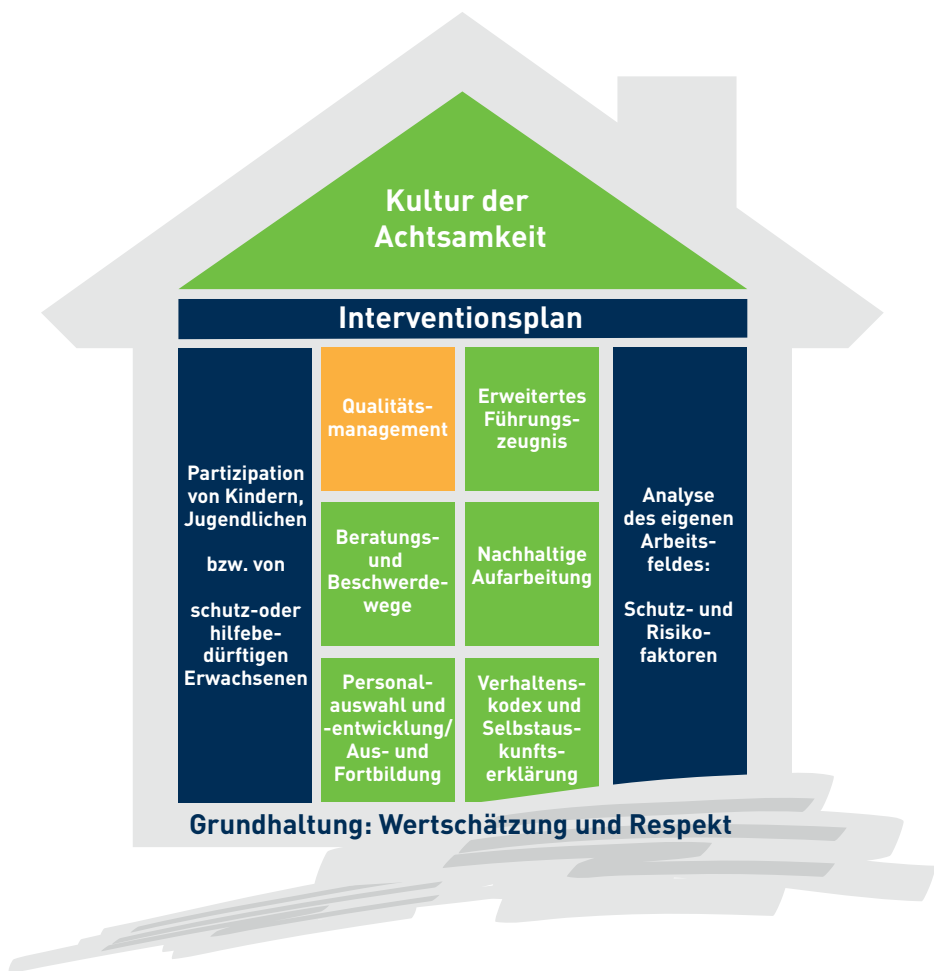 Kultur der
Achtsamkeit
Interventionsplan
Partizipation
von Kindern,
Jugendlichen
bzw. von
schutz-oder
hilfebe-
dürftigen
Erwachsenen
Qualitäts-
management
Erweitertes
Führungs-
zeugnis
Beratungs-
und
Beschwerde-
wege
Nachhaltige
Aufarbeitung
Personal-
auswahl und
-entwicklung/
Aus- und
Fortbildung
Verhaltens-
kodex und
Selbstaus-
kunfts-
erklärung
Analyse
des eigenen
Arbeits-
feldes:
Schutz- und
Risiko-
faktoren
Grundhaltung: Wertschätzung und Respekt